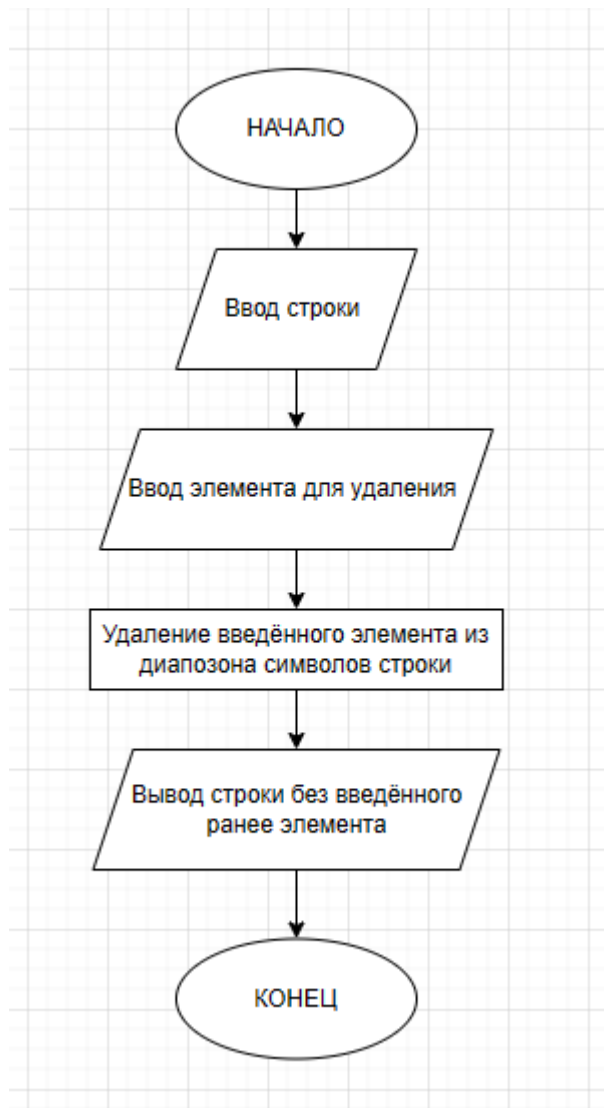 НАЧАЛО
Ввод строки
Ввод элемента для удаления
Удаление введённого элемента из
диапозона символов строки
Вывод строки без введённого
ранее элемента
КОНЕЦ